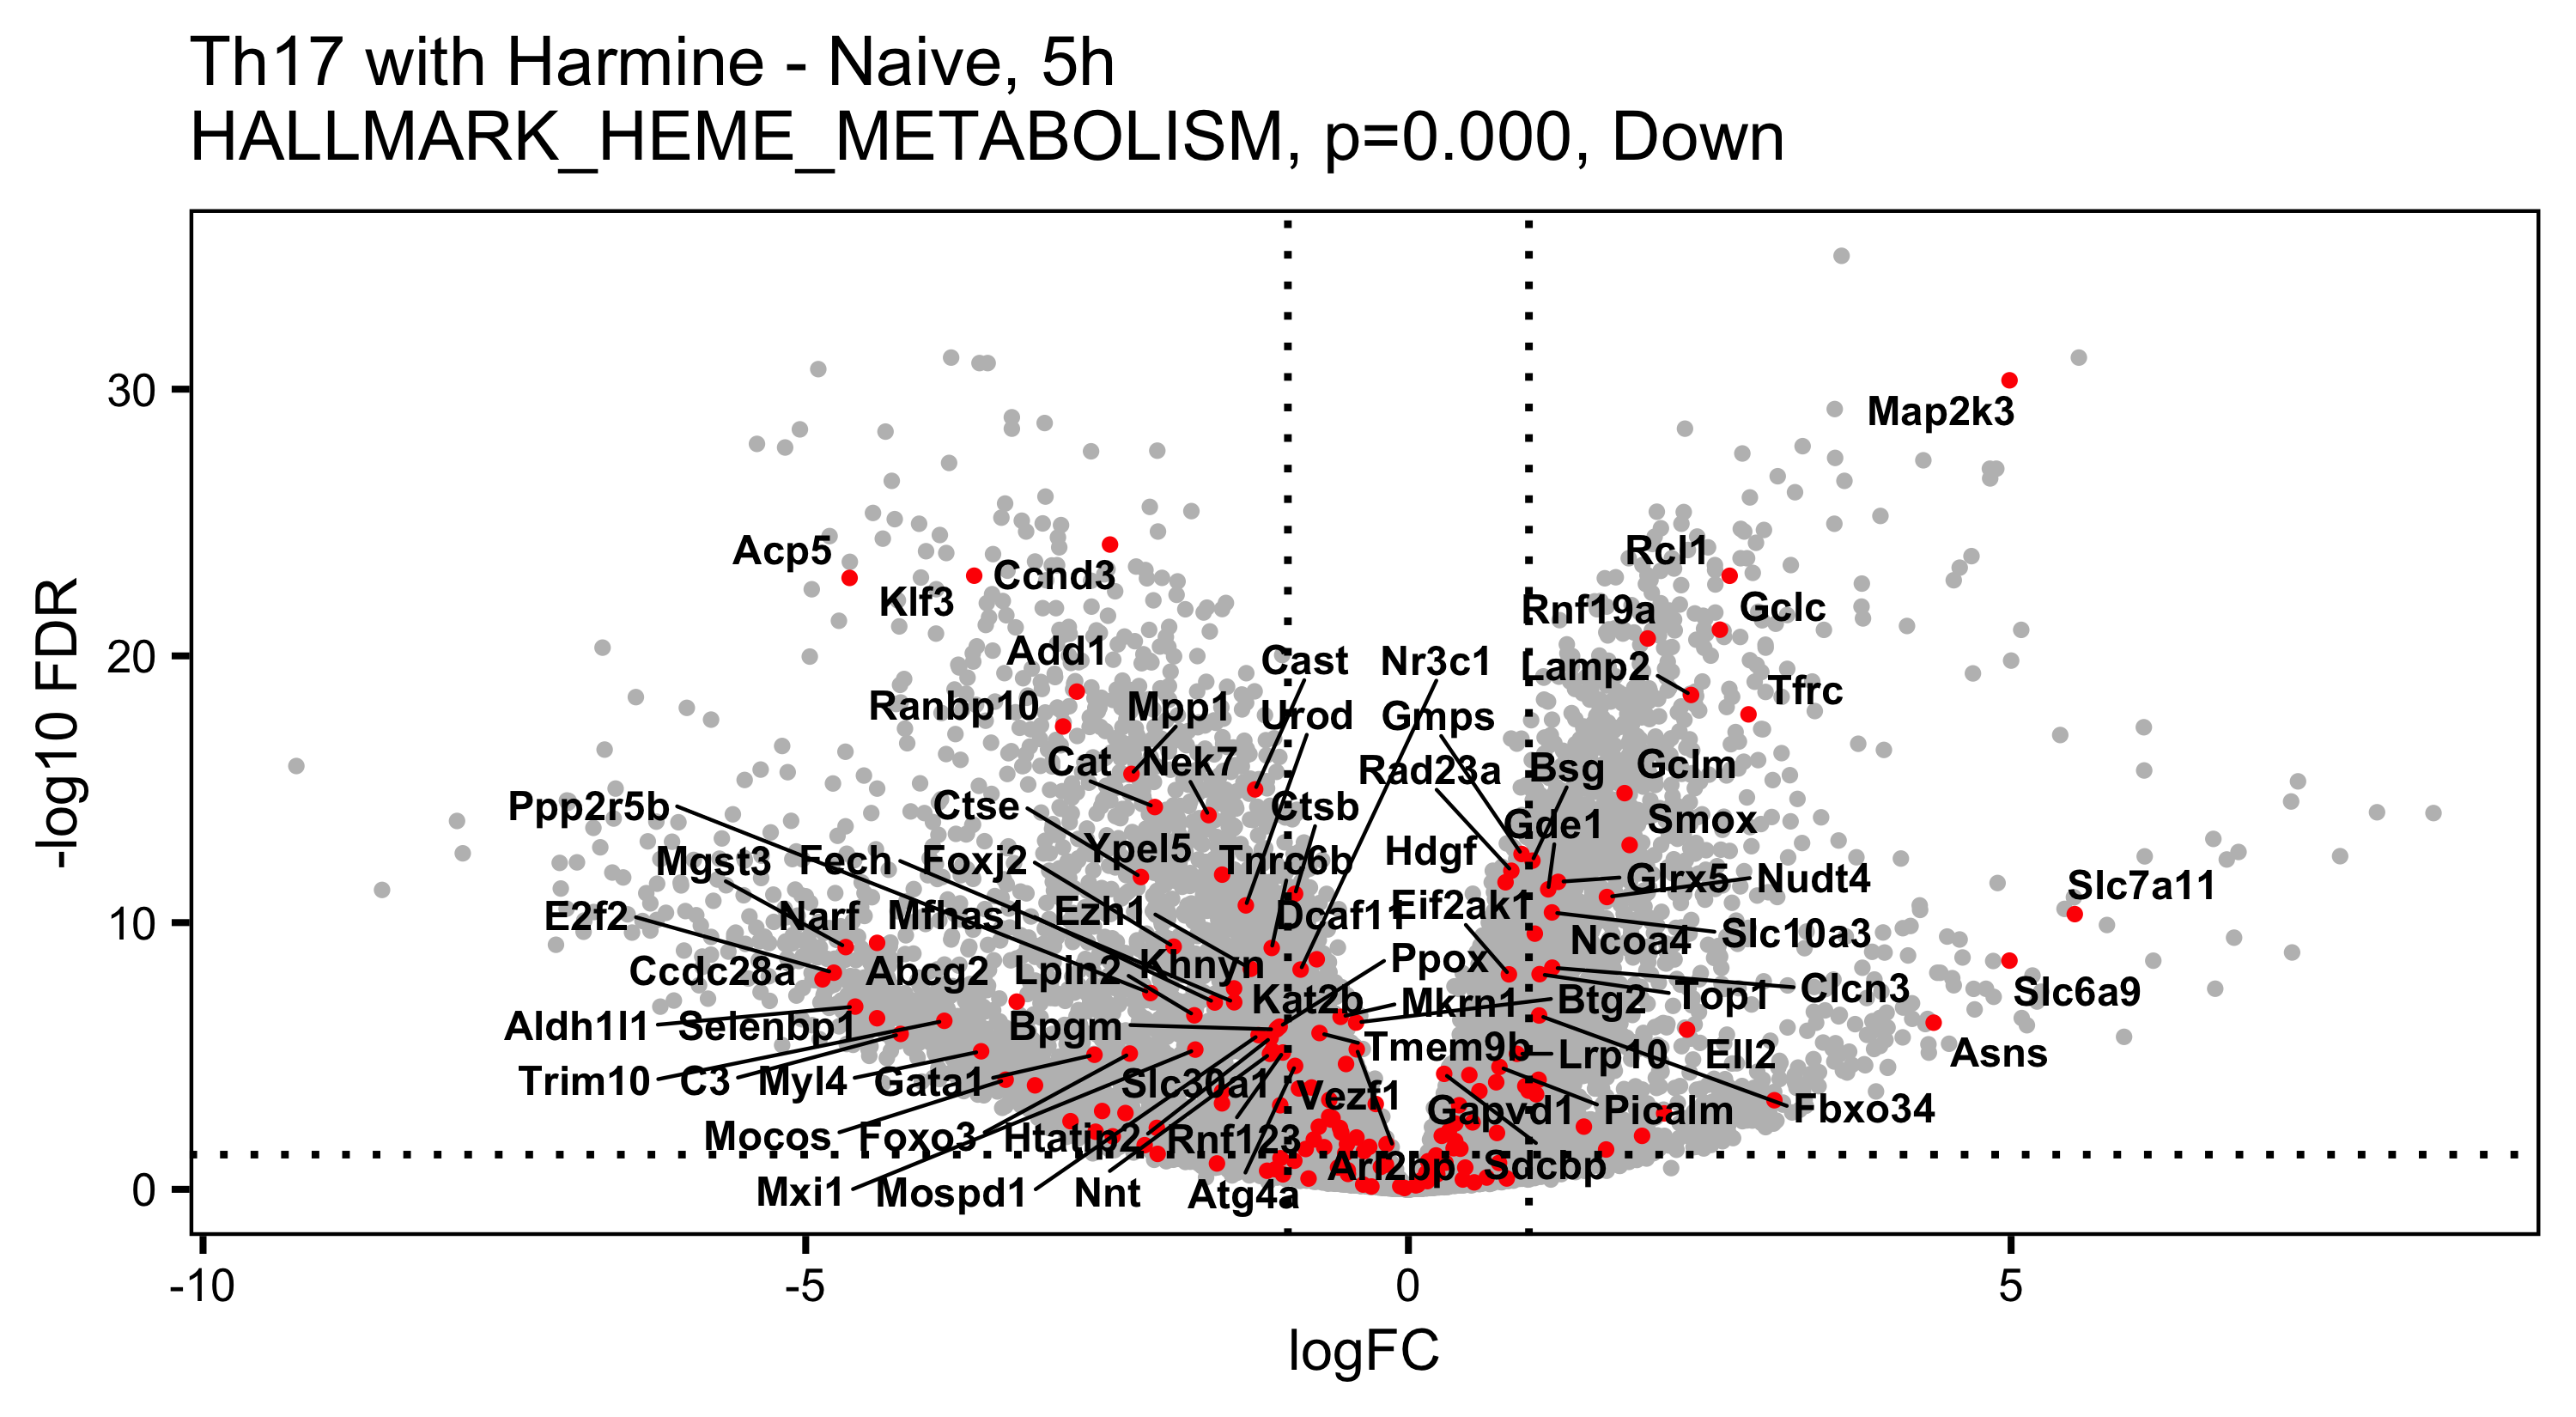 Th17 with Harmine - Naive, 5h
HALLMARK_HEME_METABOLISM, p=0.000, Down
-log10 FDR
30
20
10
0
Map2k3
Acp5
Klf3
Ccnd3
Rcl1
Rnf19a
Gclc
Add1
Cast
Nr3c1
Lamp2
Tfrc
Ranbp10
Mpp1
Urod
Gmps
Cat
Nek7
Rad23a
Bsg
Gclm
Ppp2r5b
Ctse
Ctsb
Gde1
Smox
Mgst3
Fech
Foxj2
Ypel5
Tnrc6b
Hdgf
Glrx5
Nudt4
Slc7a11
E2f2
Narf
Mfhas1
Ezh1
Dcaf11
Eif2ak1
Ncoa4
Slc10a3
Ccdc28a
Abcg2
Lpin2
Khnyn
Ppox
Top1
Clcn3
Slc6a9
Aldh1l1
Selenbp1
Bpgm
Kat2b
Mkrn1
Btg2
Tmem9b
Lrp10
Ell2
Asns
Trim10
C3
Myl4
Gata1
Slc30a1
Vezf1
Gapvd1
Picalm
Fbxo34
Mocos
Foxo3
Htatip2
Rnf123
Arl2bp
Sdcbp
Mxi1
Mospd1
Nnt
Atg4a
-10
-5
0
5
logFC